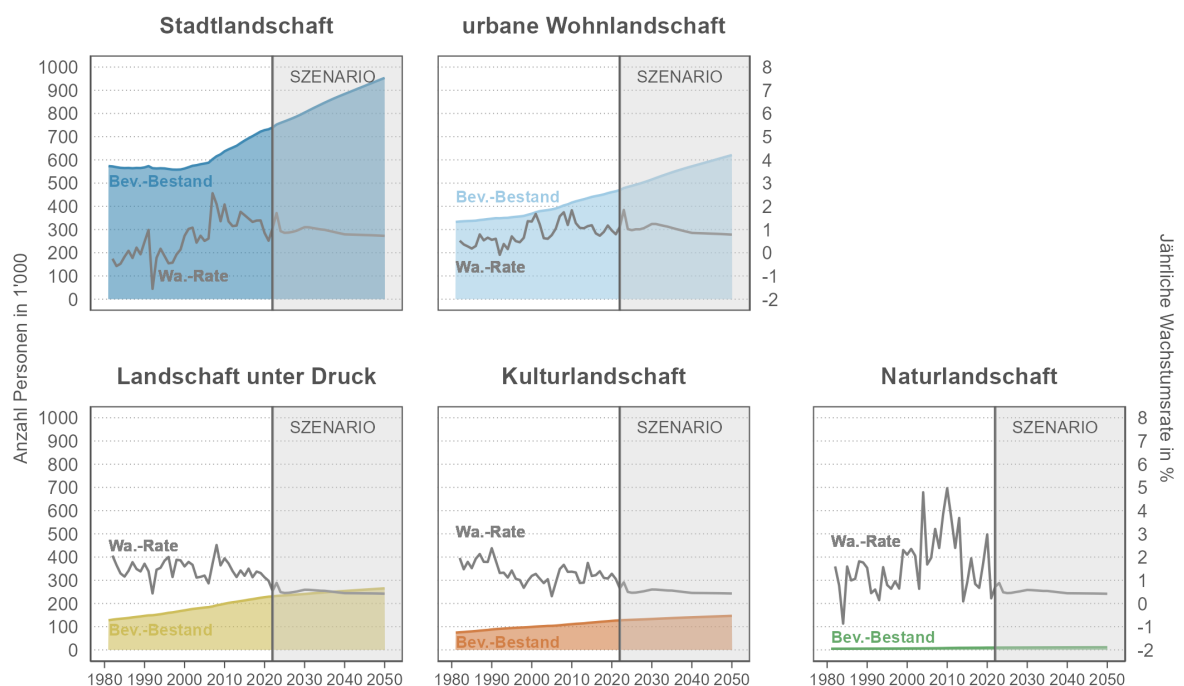 Stadtlandschaft
urbane Wohnlandschaft
SZENARIO
SZENARIO
1000
900
800
700
600
500
400
300
200
100
0
Bev.-Bestand
Wa.-Rate
Bev.-Bestand
Wa.-Rate
8
7
6
5
4
3
2
1
0
-1
-2
Anzahl Personen in 1'000
Jährliche Wachstumsrate in %
Landschaft unter Druck
Kulturlandschaft
Naturlandschaft
SZENARIO
SZENARIO
SZENARIO
1000
900
800
700
600
500
400
300
200
100
0
Wa.-Rate
Bev.-Bestand
Wa.-Rate
Bev.-Bestand
Wa.-Rate
Bev.-Bestand
8
7
6
5
4
3
2
1
0
-1
-2
1980 1990 2000 2010 2020 2030 2040 2050
1980 1990 2000 2010 2020 2030 2040 2050
1980 1990 2000 2010 2020 2030 2040 2050